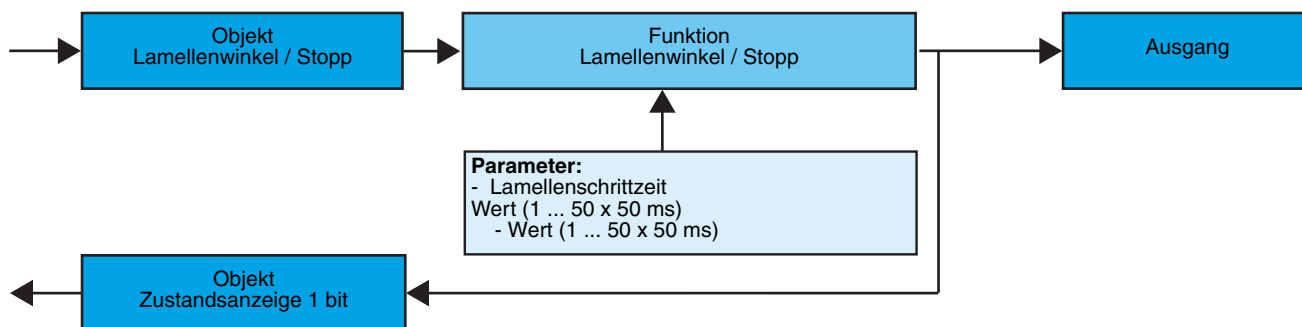 Objekt
Lamellenwinkel / Stopp
Funktion
Lamellenwinkel / Stopp
Ausgang
Parameter:
- Lamellenschrittzeit
Wert (1 ... 50 x 50 ms)
- Wert (1 ... 50 x 50 ms)
Objekt
Zustandsanzeige 1 bit